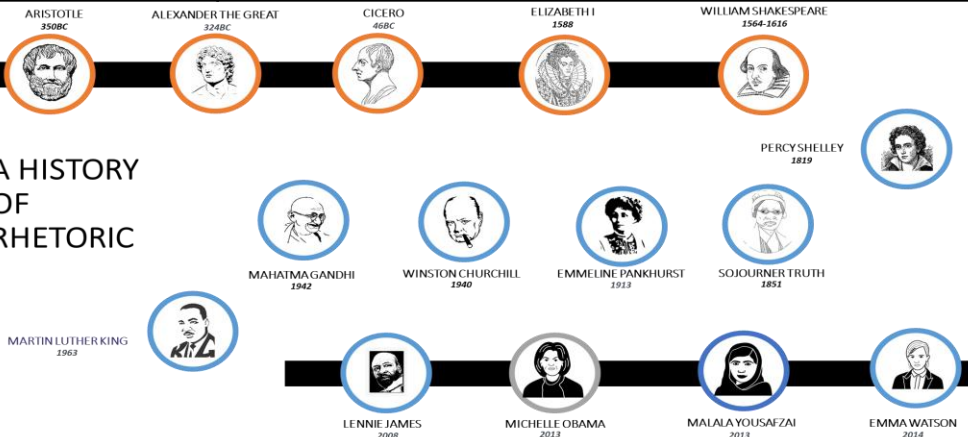 ARISTOTLE
350BC
ALEXANDER THE GREAT
324BC
CICERO
46BC
ELIZABETH I
1588
WILLIAM SHAKESPEARE
1564-1616
A HISTORY
OF
RHETORIC
PERCY SHELLEY
1819
MAHATMA GANDHI
1942
WINSTON CHURCHILL
1940
EMMELINE PANKHURST
1913
SOJOURNER TRUTH
1851
MARTIN LUTHER KING
1963
KING
LENNIE JAMES
2008
MICHELLE OBAMA
2013
MALALA YOUSAFZAI
2013
EMMA WATSON
2014